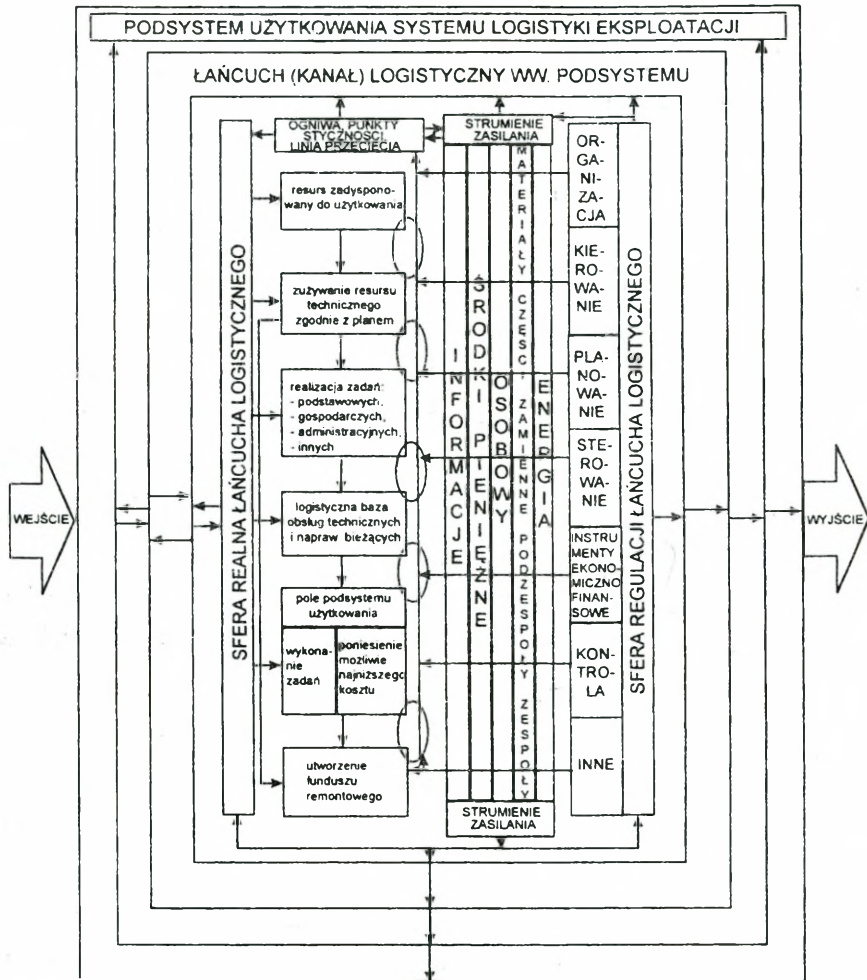 PODSYSTEM UŻYTKOWANIA SYSTEMU LOGISTYKI EKSPLOATACJI
ŁAŃCUCH (KANAŁ) LOGISTYCZNY WW. PODSYSTEMU
WEJŚCIE
SFERA REALNA ŁAŃCUCHA LOGISTYCZNEGO
OGNIWA, PUNKTY
STYCZNOŚCI,
LINIA PRZECIĘCIA
resurs zadyspono-
wany do użytkowania
zużywanie resursu
technicznego
zgodnie z planem
realizacja zadań:
- podstawowych,
- gospodarczych,
- administracyjnych,
- innych
logistyczna baza
obsług technicznych
i napraw bieżących
pole podsystemu
użytkowania
wykona-
nie
zadań
poniesienie
możliwie
najniższego
kosztu
utworzenie
funduszu
remontowego
STRUMIENIE
ZASILANIA
INFORMACJE
ŚRODKI PIENIĘŻNE
OSOBOWY
MATERIAŁY CZĘŚCI ZAMIENNE PODZESPOŁY ZESPOŁY
ENERGIA
STRUMIENIE
ZASILANIA
OR-
GA-
NI-
ZA-
CJA
KIE-
RO-
WA-
NIE
PLA-
NO-
WA-
NIE
STE-
RO-
WA-
NIE
INSTRU
MENTY
EKONO-
MICZNO
FINAN-
SOWE
KON-
TRO-
LA
INNE
SFERA REGULACJI ŁAŃCUCHA LOGISTYCZNEGO
WYJŚCIE